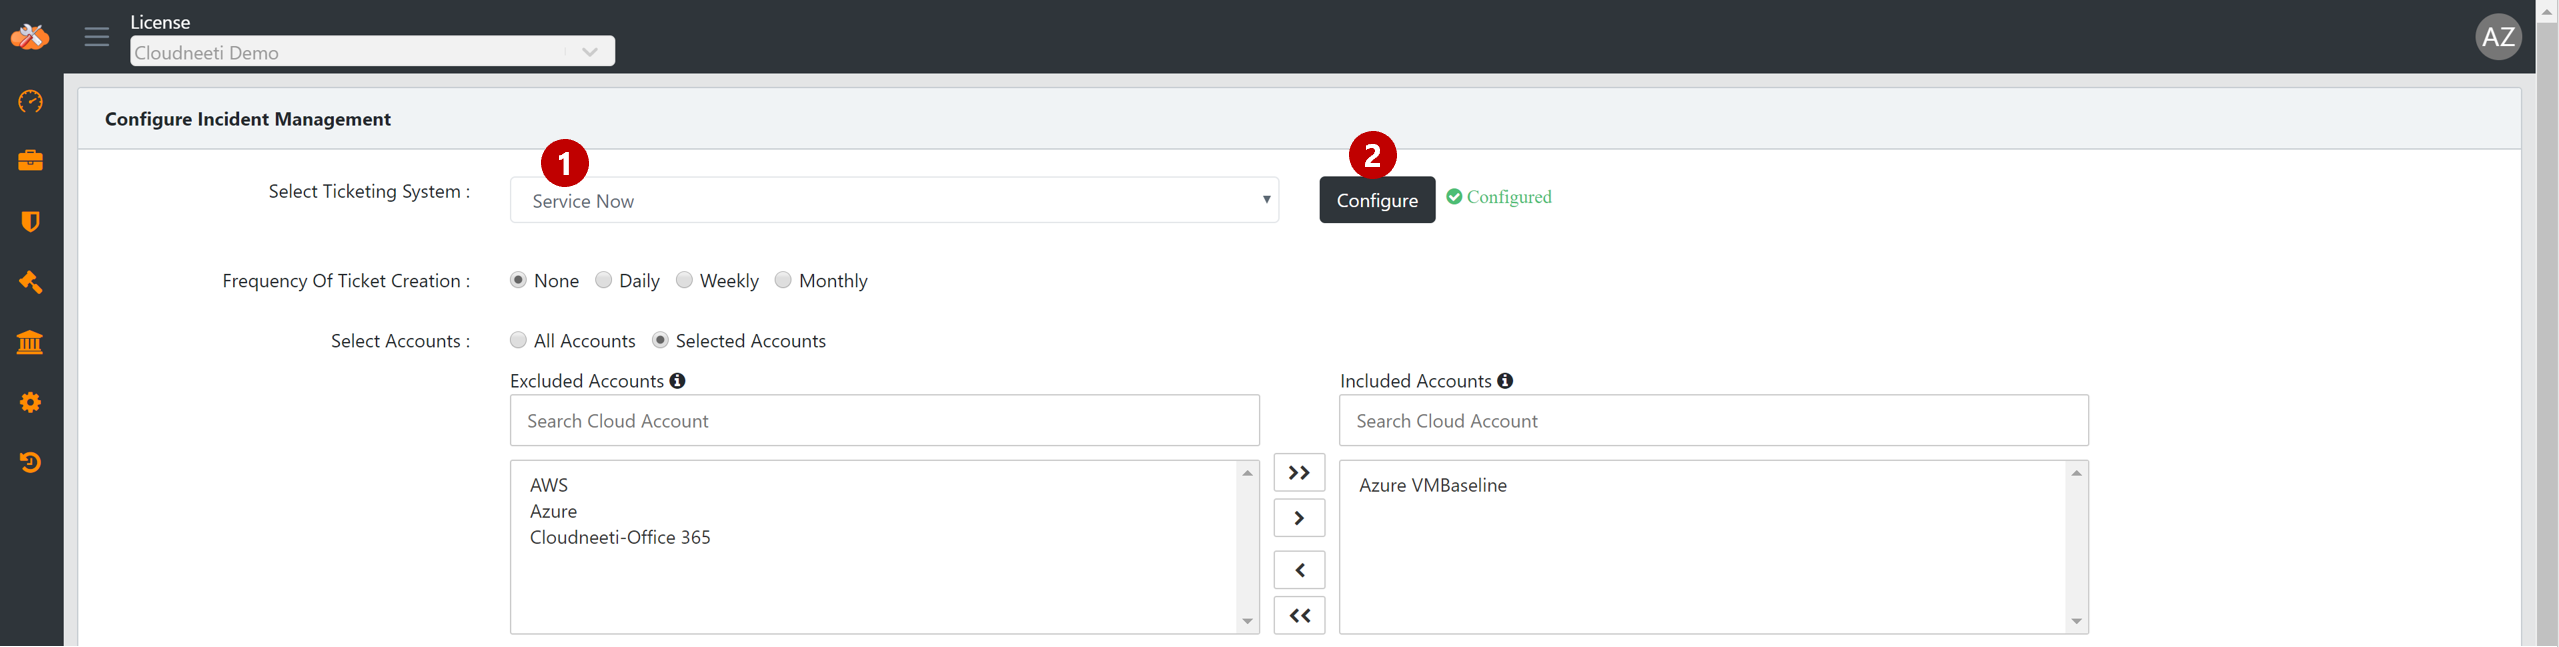 License
Cloudneeti Demo
AZ
Configure Incident Management
1
2
Select Ticketing System :
Service Now
Configure
Configured
Frequency Of Ticket Creation :
None
Daily
Weekly
Monthly
Select Accounts :
All Accounts
Selected Accounts
Excluded Accounts
Included Accounts
Search Cloud Account
Search Cloud Account
AWS
Azure
Cloudneeti-Office 365
>>
>
<
<<
Azure VMBaseline